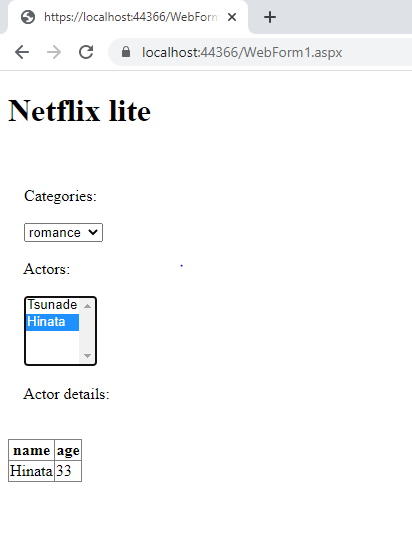 https://localhost:44366/WebForm
localhost:44366/WebForm1.aspx
Netflix lite
Categories:
romance
Actors:
Tsunade
Hinata
Actor details:
name age
Hinata 33